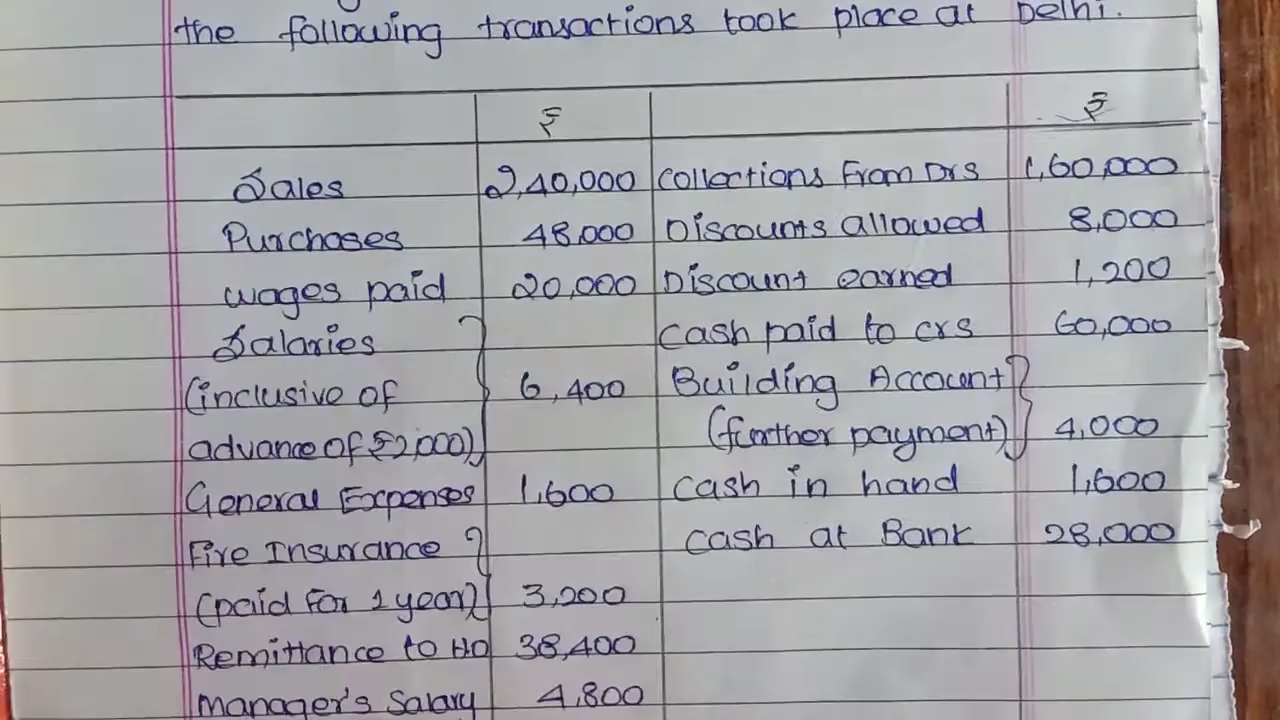 the following transactions took place at Delhi.
₹ ₹
Sales 2,40,000 Collections From Drs 1,60,000
Purchases 48,000 Discounts allowed 8,000
wages paid 20,000 Discount earned 1,200
Salaries cash paid to crs 60,000
(inclusive of 6,400 Building Account
advance of ₹2,000) (further payment) 4,000
General Expenses 1,600 cash in hand 1,600
Fire Insurance cash at Bank 28,000
(paid for 1 year) 3,200
Remittance to HO 38,400
Manager's Salary 4,800